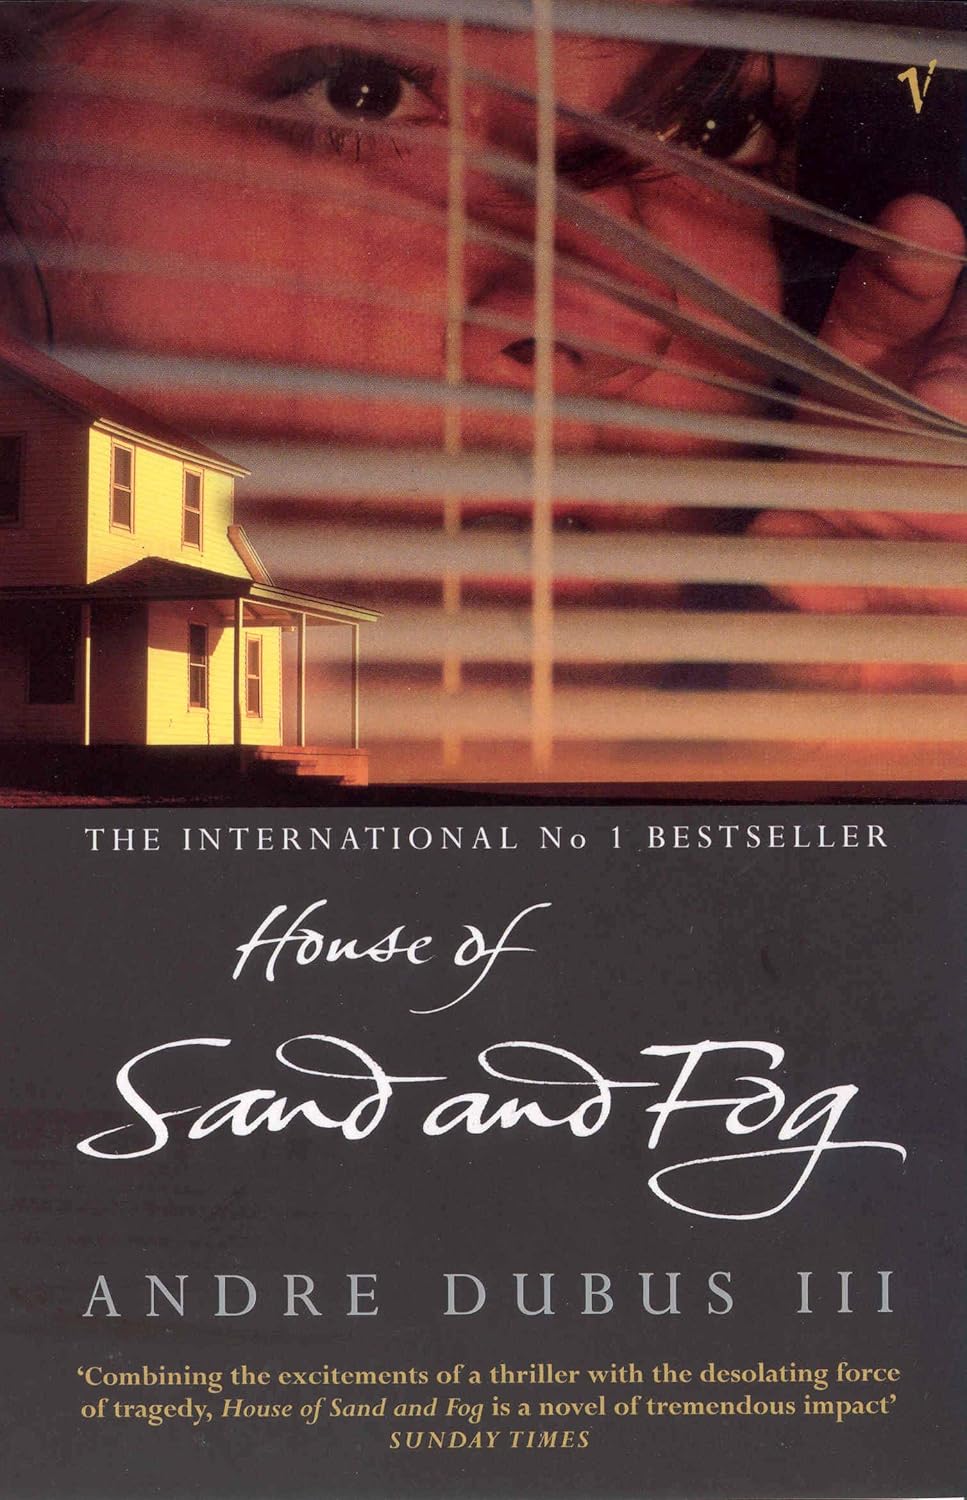 V
THE INTERNATIONAL No 1 BESTSELLER
House of
Sand and Fog
ANDRE DUBUS III
‘Combining the excitements of a thriller with the desolating force
of tragedy, House of Sand and Fog is a novel of tremendous impact’
SUNDAY TIMES